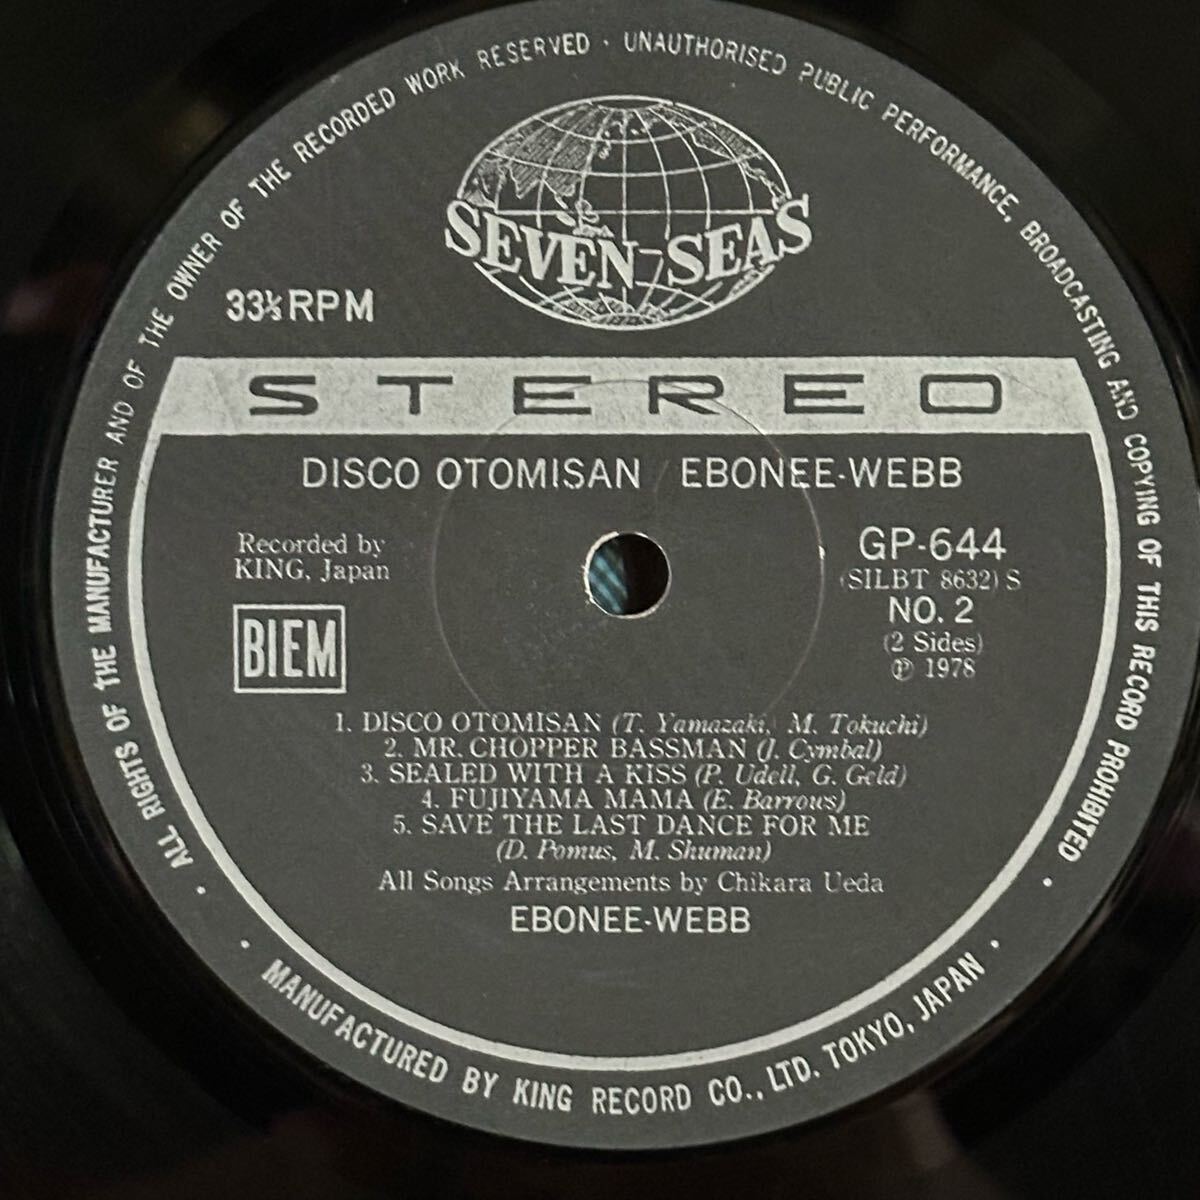 ALL RIGHTS OF THE MANUFACTURER AND OF THE OWNER OF THE RECORDED WORK RESERVED · UNAUTHORISED PUBLIC PERFORMANCE, BROADCASTING AND COPYING OF THIS RECORD PROHIBITED ·
SEVEN-SEAS
33⅓RPM
STEREO
DISCO OTOMISAN EBONEE-WEBB
Recorded by
KING, Japan
BIEM
GP-644
(SILBT 8632) S
NO. 2
(2 Sides)
℗ 1978
1. DISCO OTOMISAN (T. Yamazaki, M. Tokuchi)
2. MR. CHOPPER BASSMAN (J. Cymbal)
3. SEALED WITH A KISS (P. Udell, G. Geld)
4. FUJIYAMA MAMA (E. Barrows)
5. SAVE THE LAST DANCE FOR ME
(D. Pomus, M. Shuman)
All Songs Arrangements by Chikara Ueda
EBONEE-WEBB
· MANUFACTURED BY KING RECORD CO., LTD. TOKYO, JAPAN ·